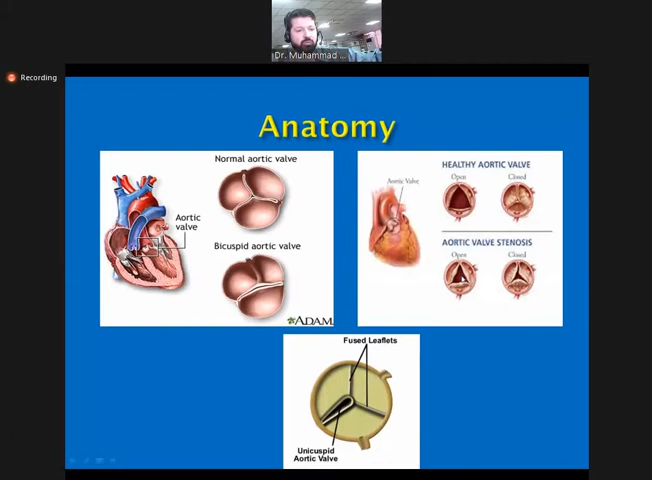 Dr. Muhammad ...
Recording
Anatomy
Normal aortic valve
Aortic
valve
Bicuspid aortic valve
ADAM.
Aortic Valve
HEALTHY AORTIC VALVE
Open Closed
AORTIC VALVE STENOSIS
Open Closed
Fused Leaflets
Unicuspid
Aortic Valve